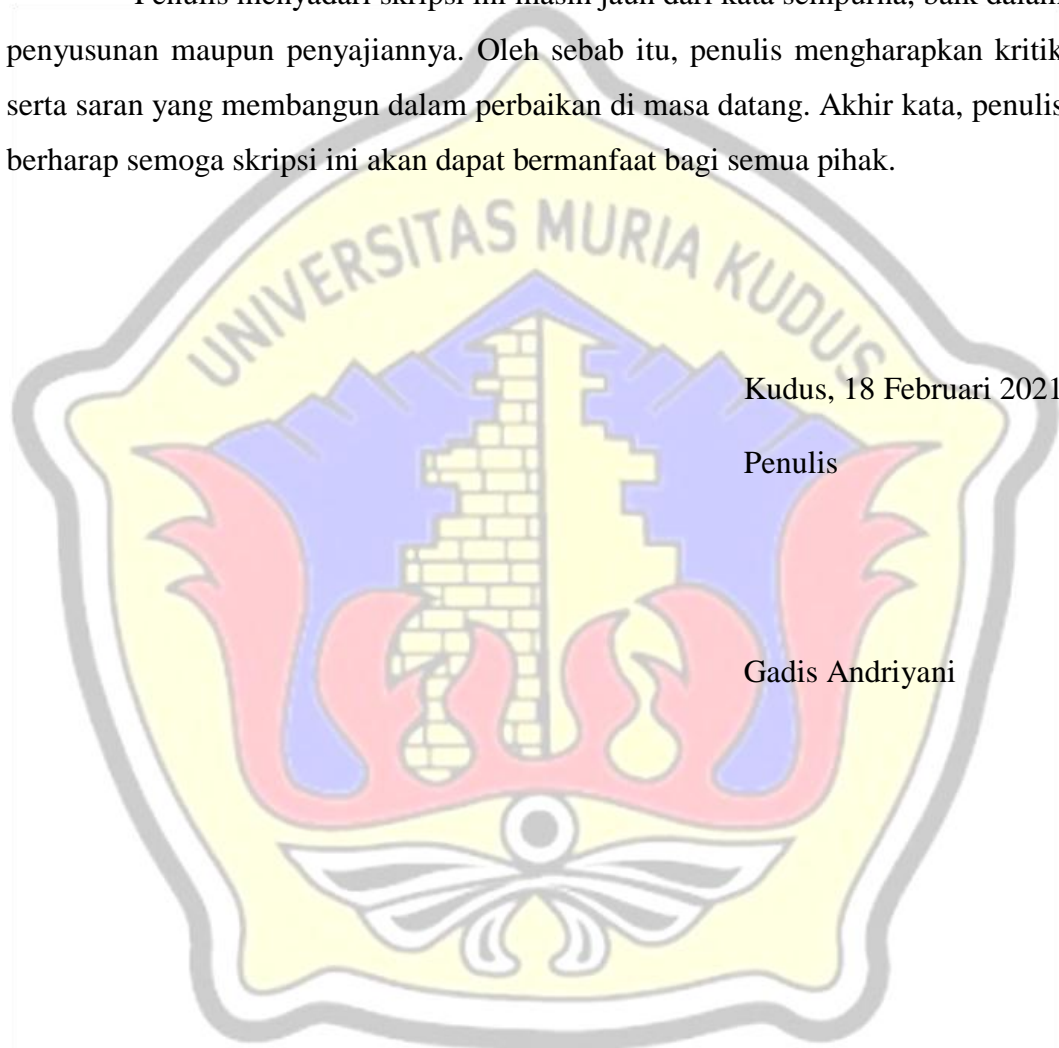 Penulis menyadari skripsi ini masih jauh dari kata sempurna, baik dalam
penyusunan maupun penyajiannya. Oleh sebab itu, penulis mengharapkan kritik
serta saran yang membangun dalam perbaikan di masa datang. Akhir kata, penulis
berharap semoga skripsi ini akan dapat bermanfaat bagi semua pihak.
UNIVERSITAS MURIA KUDUS
Kudus, 18 Februari 2021
Penulis
Gadis Andriyani